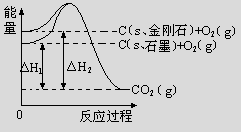 能量
C(s、金刚石)+O₂(g)
C(s、石墨)+O₂(g)
ΔH₁
ΔH₂
CO₂(g)
0
反应过程